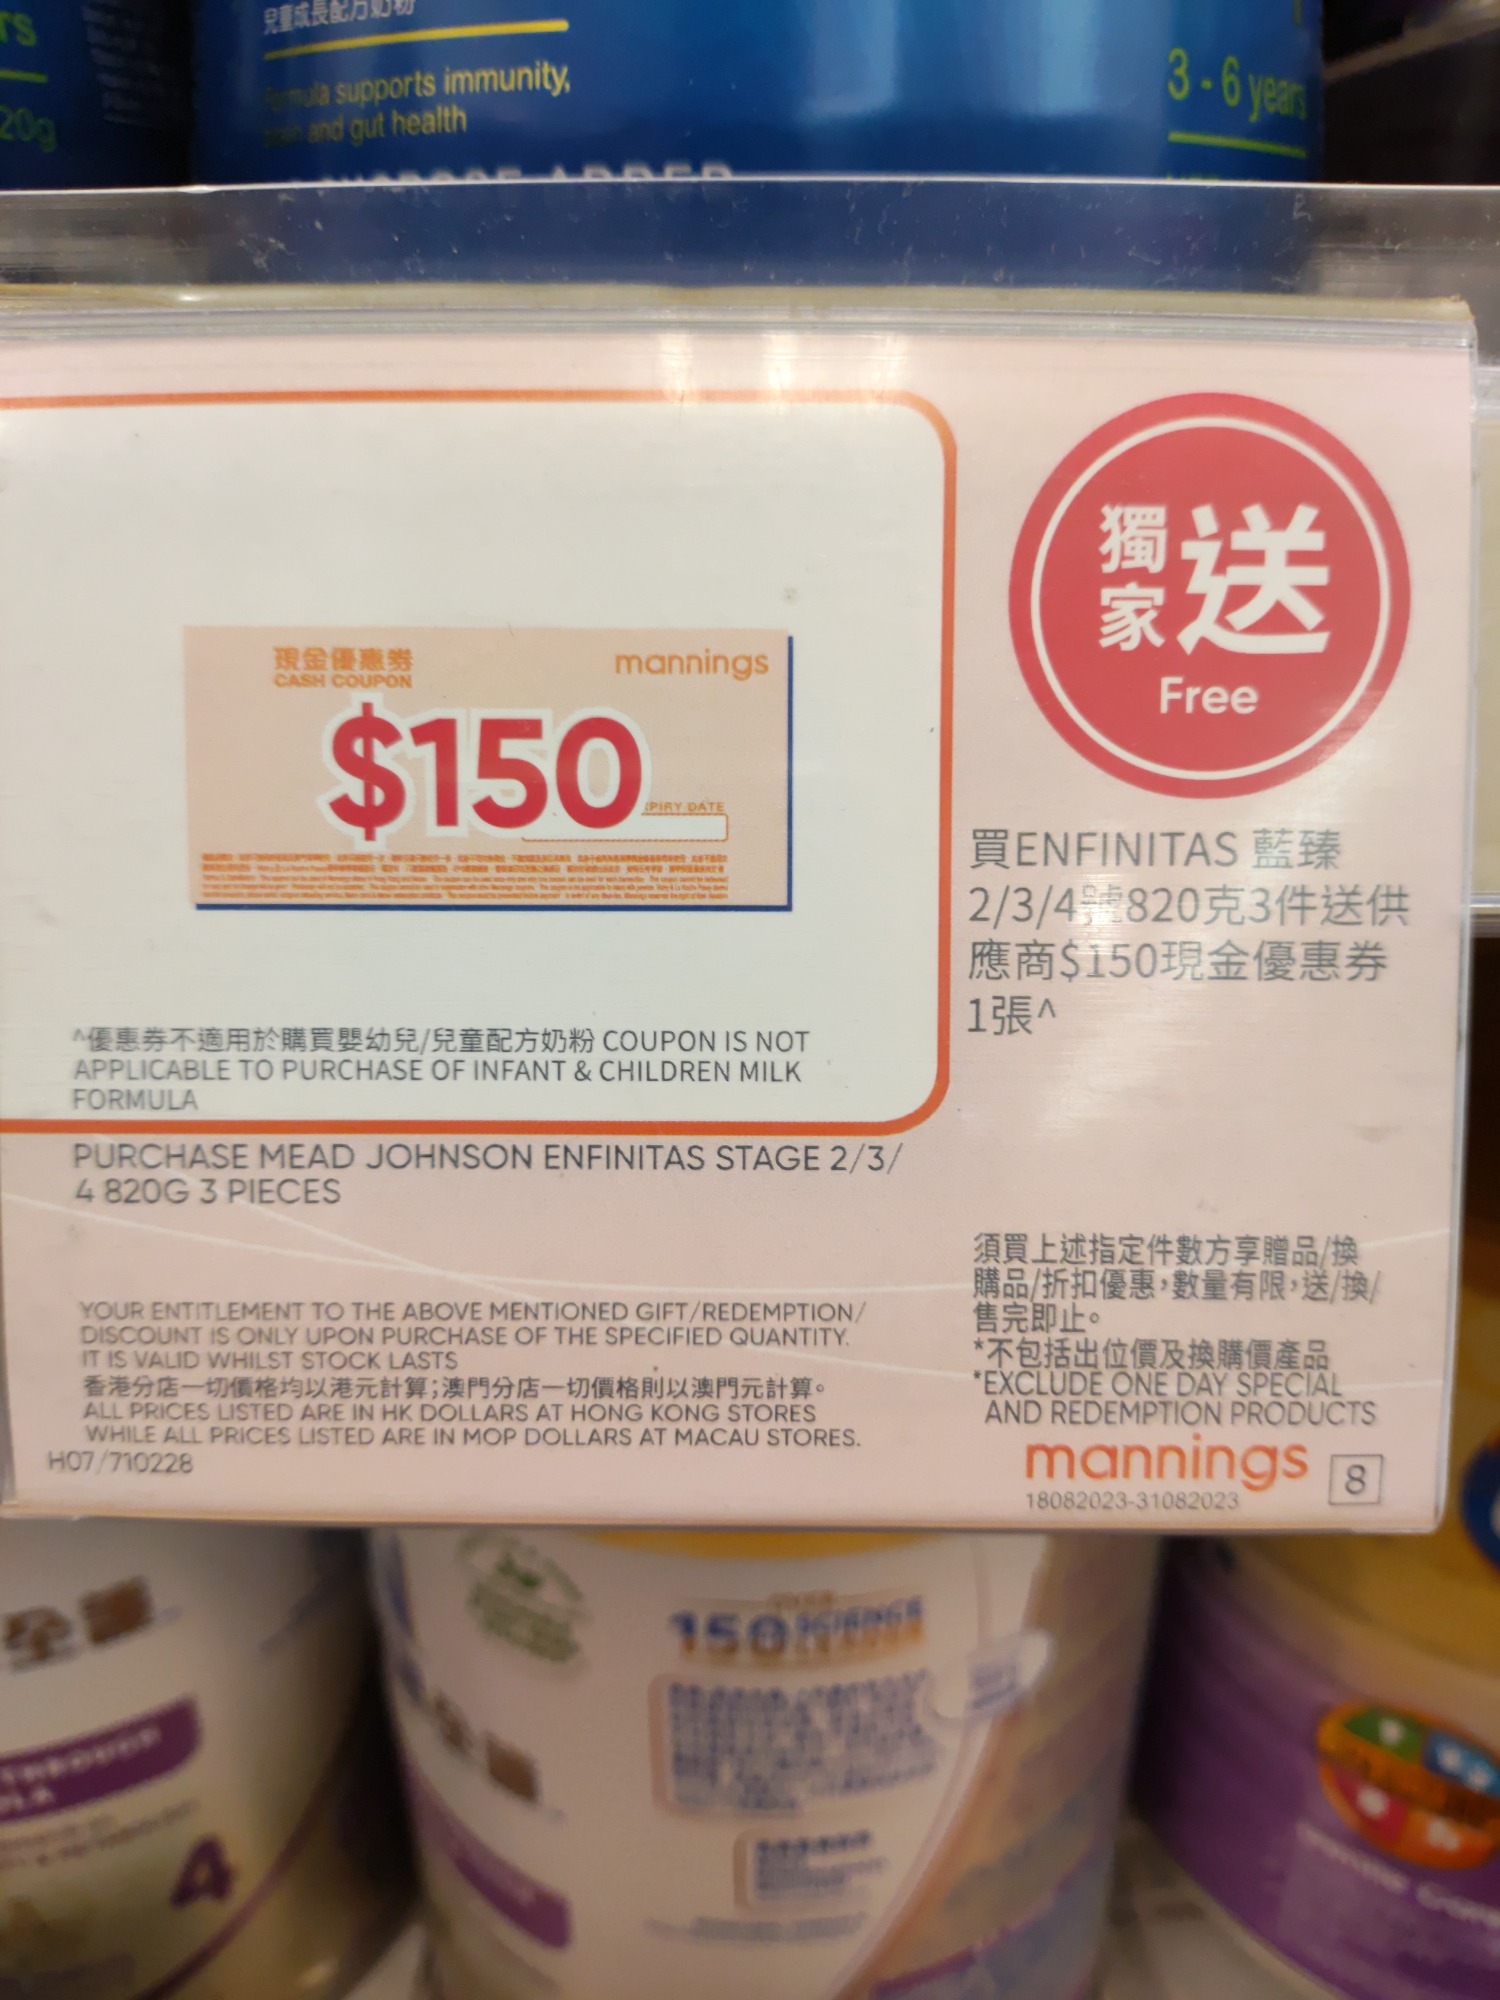 兒童成長配方奶粉
rs
supports immunity,
and gut health
3 - 6 years
20g
獨家送
Free
現金優惠券
CASH COUPON
mannings
$150
PIRY DATE
買ENFINITAS 藍臻
2/3/4號820克3件送供
應商$150現金優惠券
1張^
^優惠券不適用於購買嬰幼兒/兒童配方奶粉 COUPON IS NOT
APPLICABLE TO PURCHASE OF INFANT & CHILDREN MILK
FORMULA
PURCHASE MEAD JOHNSON ENFINITAS STAGE 2/3/
4 820G 3 PIECES
須買上述指定件數方享贈品/換
購品/折扣優惠，數量有限，送/換/
售完即止。
*不包括出位價及換購價產品
*EXCLUDE ONE DAY SPECIAL
AND REDEMPTION PRODUCTS
YOUR ENTITLEMENT TO THE ABOVE MENTIONED GIFT/REDEMPTION/
DISCOUNT IS ONLY UPON PURCHASE OF THE SPECIFIED QUANTITY.
IT IS VALID WHILST STOCK LASTS
香港分店一切價格均以港元計算；澳門分店一切價格則以澳門元計算。
ALL PRICES LISTED ARE IN HK DOLLARS AT HONG KONG STORES
WHILE ALL PRICES LISTED ARE IN MOP DOLLARS AT MACAU STORES.
H07/710228
mannings
8
18082023-31082023
150 SCIENCE
4